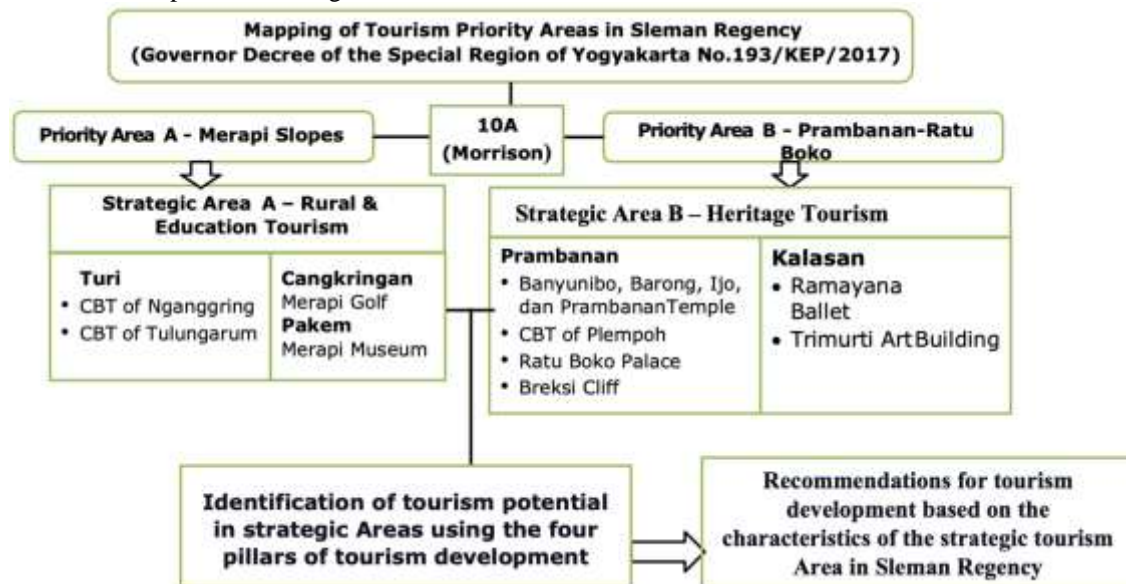 Mapping of Tourism Priority Areas in Sleman Regency
(Governor Decree of the Special Region of Yogyakarta No.193/KEP/2017)
Priority Area A - Merapi Slopes
10A
(Morrison)
Priority Area B - Prambanan-Ratu
Boko
Strategic Area A – Rural &
Education Tourism
Turi
• CBT of Nganggring
• CBT of Tulungarum
Cangkringan
Merapi Golf
Pakem
Merapi Museum
Strategic Area B – Heritage Tourism
Prambanan
• Banyunibo, Barong, Ijo,
dan PrambananTemple
• CBT of Plempoh
• Ratu Boko Palace
• Breksi Cliff
Kalasan
• Ramayana
Ballet
• Trimurti ArtBuilding
Identification of tourism potential
in strategic Areas using the four
pillars of tourism development
Recommendations for tourism
development based on the
characteristics of the strategic tourism
Area in Sleman Regency